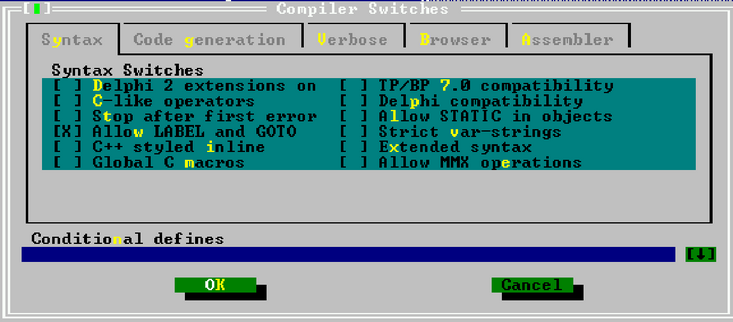 Compiler Switches
Syntax Code generation Verbose Browser Assembler
Syntax Switches
[ ] Delphi 2 extensions on [ ] TP/BP 7.0 compatibility
[ ] C-like operators [ ] Delphi compatibility
[ ] Stop after first error [ ] Allow STATIC in objects
[X] Allow LABEL and GOTO [ ] Strict var-strings
[ ] C++ styled inline [ ] Extended syntax
[ ] Global C macros [ ] Allow MMX operations
Conditional defines
[↓]
OK Cancel